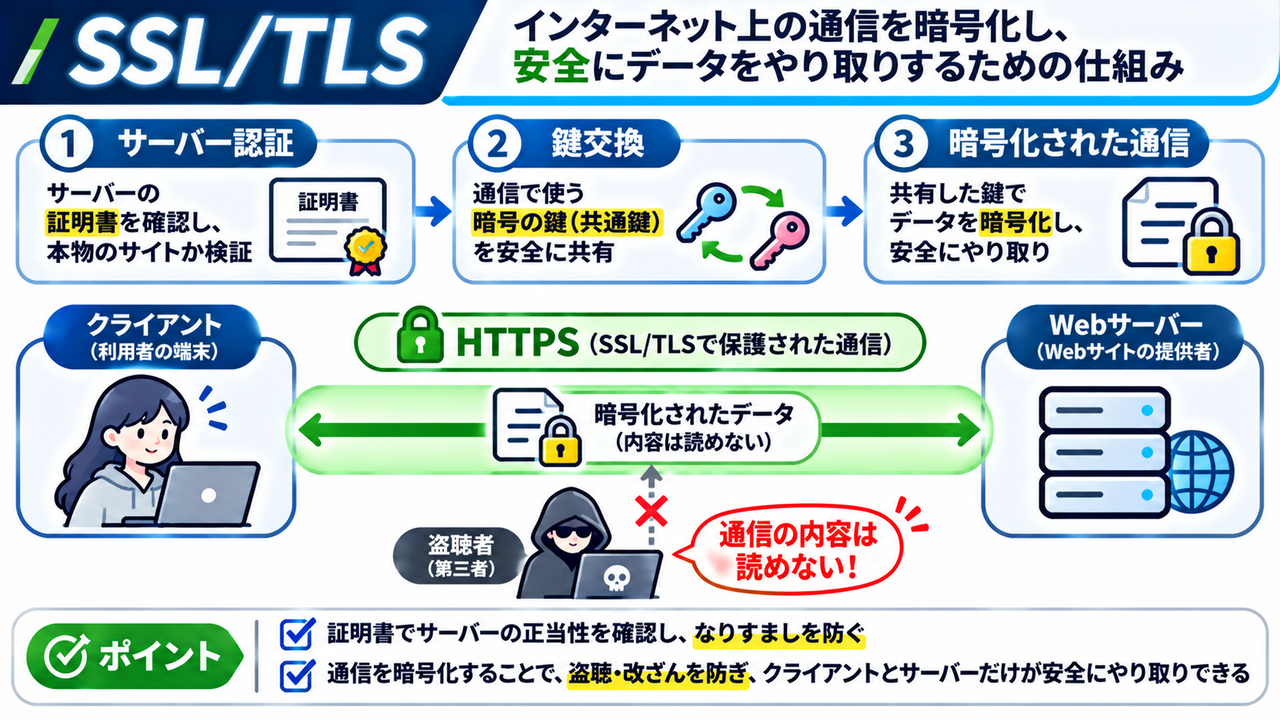 SSL/TLS
インターネット上の通信を暗号化し、
安全にデータをやり取りするための仕組み
1 サーバー認証
サーバーの
証明書を確認し、
本物のサイトか検証
証明書
2 鍵交換
通信で使う
暗号の鍵(共通鍵)
を安全に共有
3 暗号化された通信
共有した鍵で
データを暗号化し、
安全にやり取り
クライアント
(利用者の端末)
HTTPS (SSL/TLSで保護された通信)
Webサーバー
(Webサイトの提供者)
暗号化されたデータ
(内容は読めない)
盗聴者
(第三者)
通信の内容は
読めない!
ポイント
証明書でサーバーの正当性を確認し、なりすましを防ぐ
通信を暗号化することで、盗聴・改ざんを防ぎ、クライアントとサーバーだけが安全にやり取りできる